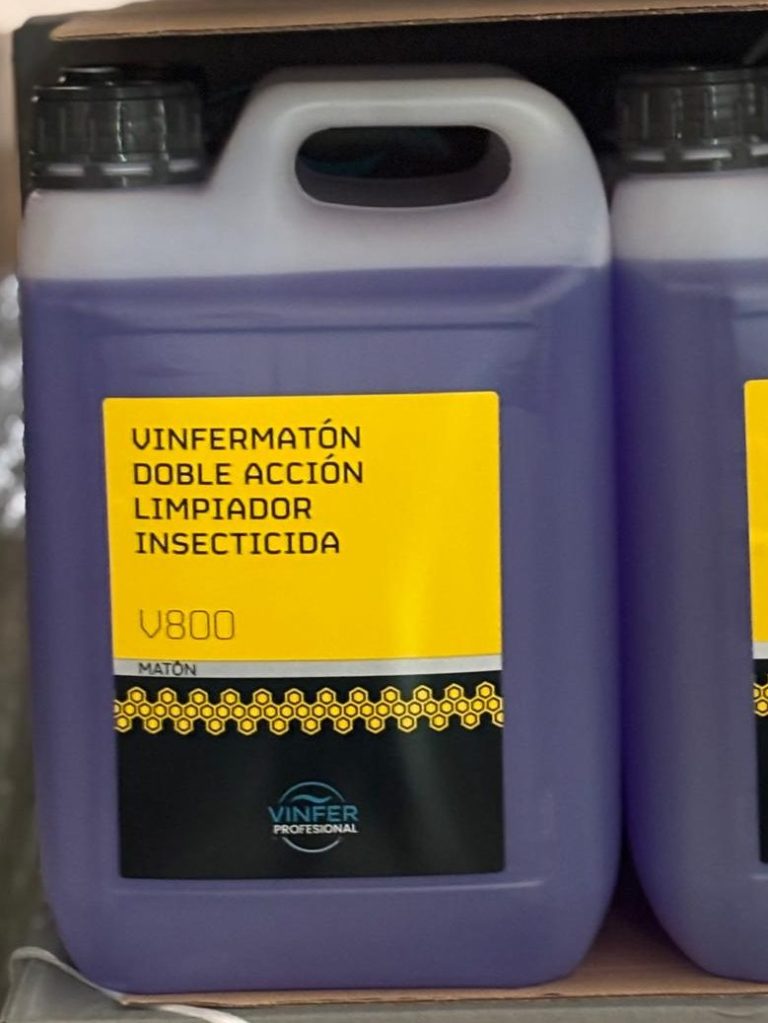 VINFERMATÓN
DOBLE ACCIÓN
LIMPIADOR
INSECTICIDA
V800
MATÓN
VINFER
PROFESIONAL